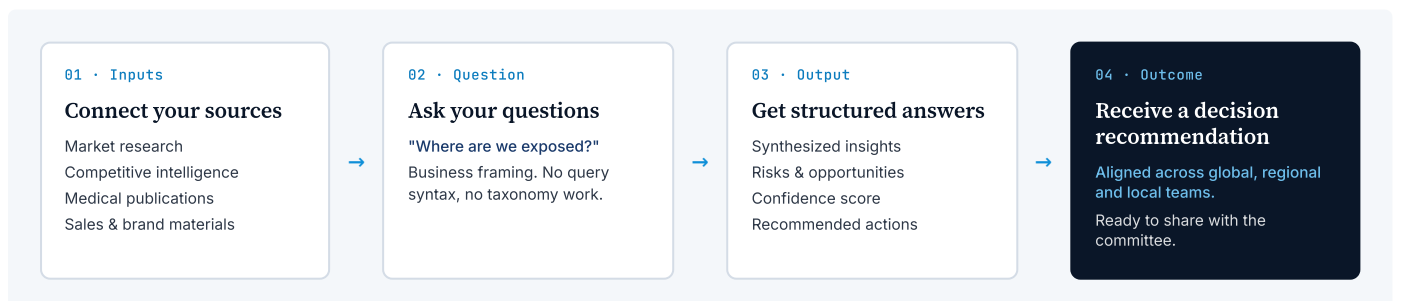 01 · Inputs
Connect your sources
Market research
Competitive intelligence
Medical publications
Sales & brand materials
→
02 · Question
Ask your questions
"Where are we exposed?"
Business framing. No query
syntax, no taxonomy work.
→
03 · Output
Get structured answers
Synthesized insights
Risks & opportunities
Confidence score
Recommended actions
→
04 · Outcome
Receive a decision
recommendation
Aligned across global, regional
and local teams.
Ready to share with the
committee.